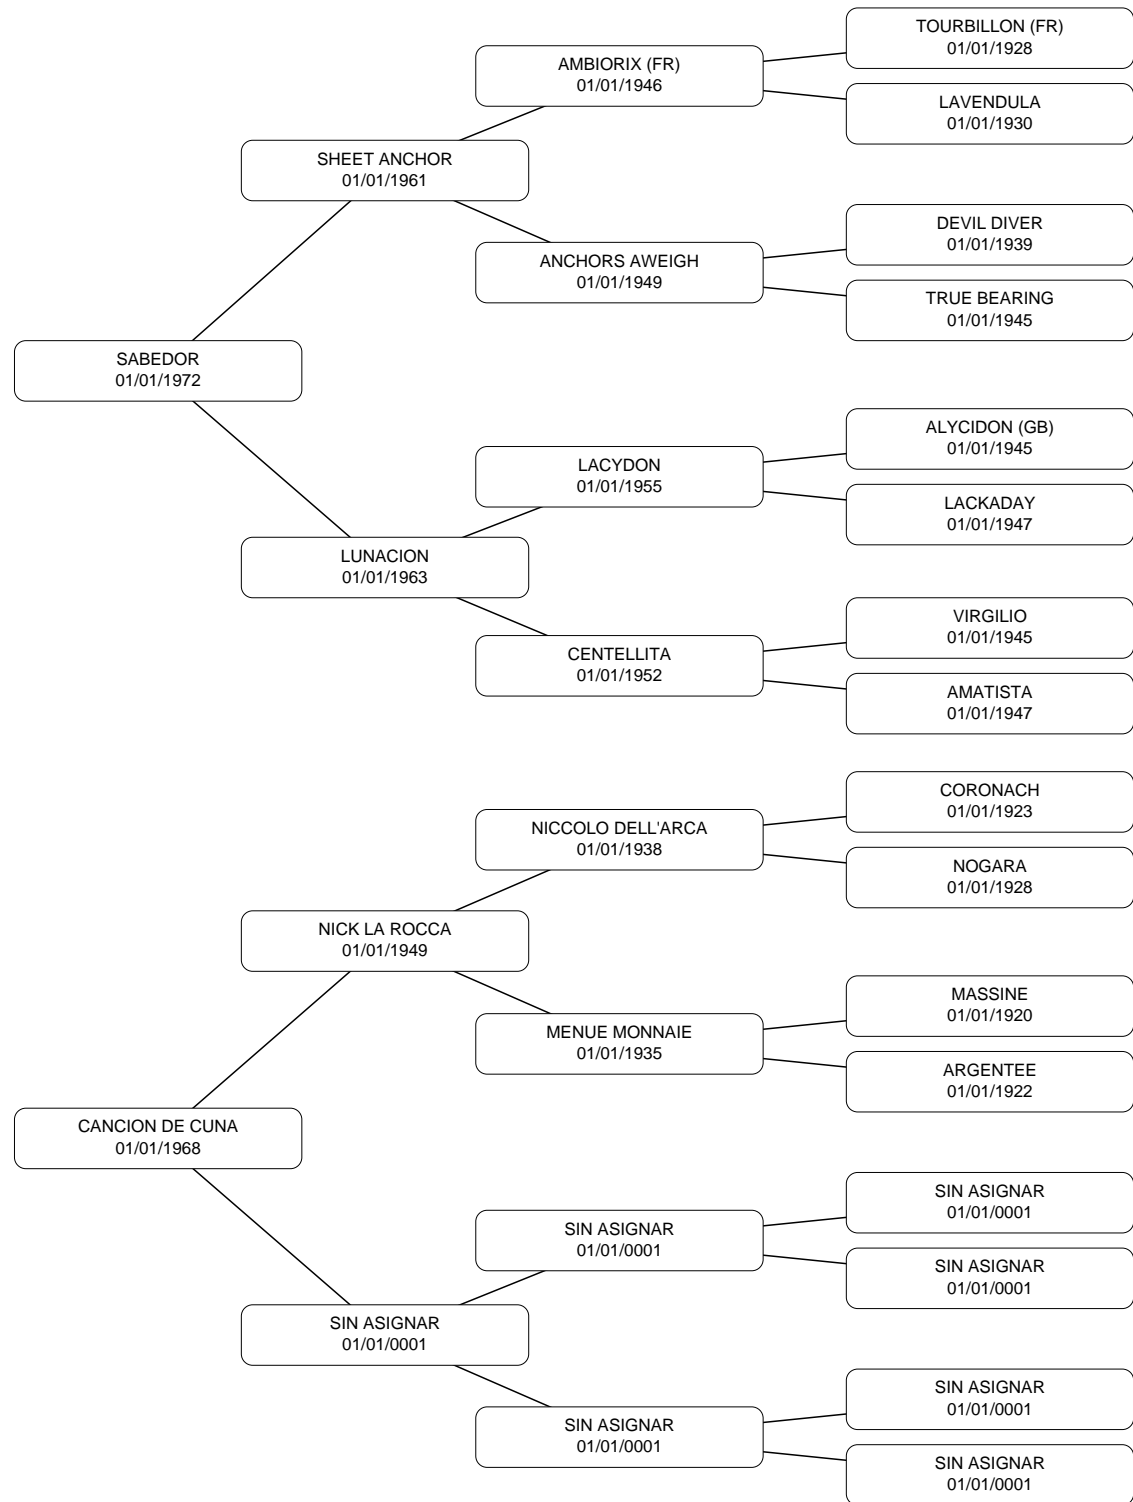 TOURBILLON (FR)
01/01/1928
AMBIORIX (FR)
01/01/1946
LAVENDULA
01/01/1930
SHEET ANCHOR
01/01/1961
DEVIL DIVER
01/01/1939
ANCHORS AWEIGH
01/01/1949
TRUE BEARING
01/01/1945
SABEDOR
01/01/1972
ALYCIDON (GB)
01/01/1945
LACYDON
01/01/1955
LACKADAY
01/01/1947
LUNACION
01/01/1963
VIRGILIO
01/01/1945
CENTELLITA
01/01/1952
AMATISTA
01/01/1947
CORONACH
01/01/1923
NICCOLO DELL'ARCA
01/01/1938
NOGARA
01/01/1928
NICK LA ROCCA
01/01/1949
MASSINE
01/01/1920
MENUE MONNAIE
01/01/1935
ARGENTEE
01/01/1922
CANCION DE CUNA
01/01/1968
SIN ASIGNAR
01/01/0001
SIN ASIGNAR
01/01/0001
SIN ASIGNAR
01/01/0001
SIN ASIGNAR
01/01/0001
SIN ASIGNAR
01/01/0001
SIN ASIGNAR
01/01/0001
SIN ASIGNAR
01/01/0001